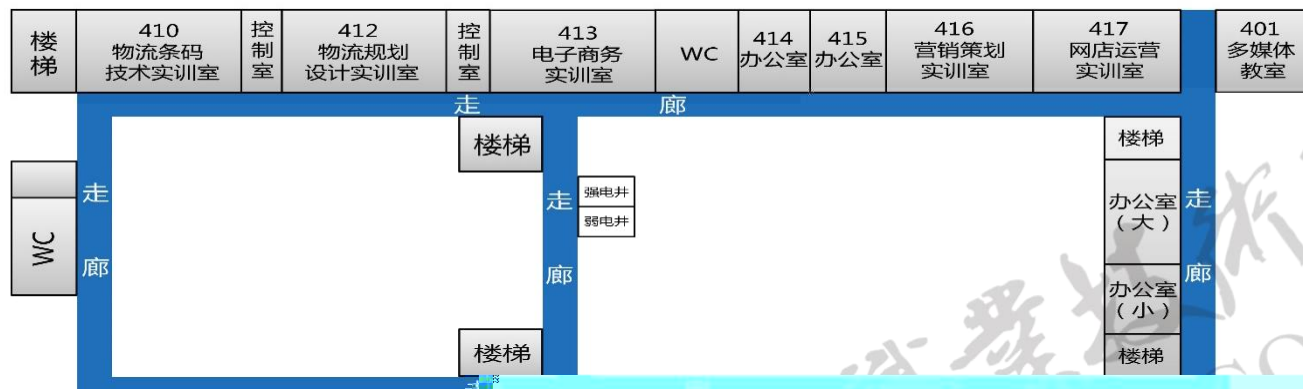 楼
梯
410
物流条码
技术实训室
控
制
室
412
物流规划
设计实训室
控
制
室
413
电子商务
实训室
WC
414
办公室
415
办公室
416
营销策划
实训室
417
网店运营
实训室
401
多媒体
教室
走廊
楼梯
楼梯
走
廊
WC
走
廊
强电井
弱电井
办公室
（大）
走
廊
办公室
（小）
楼梯
楼梯